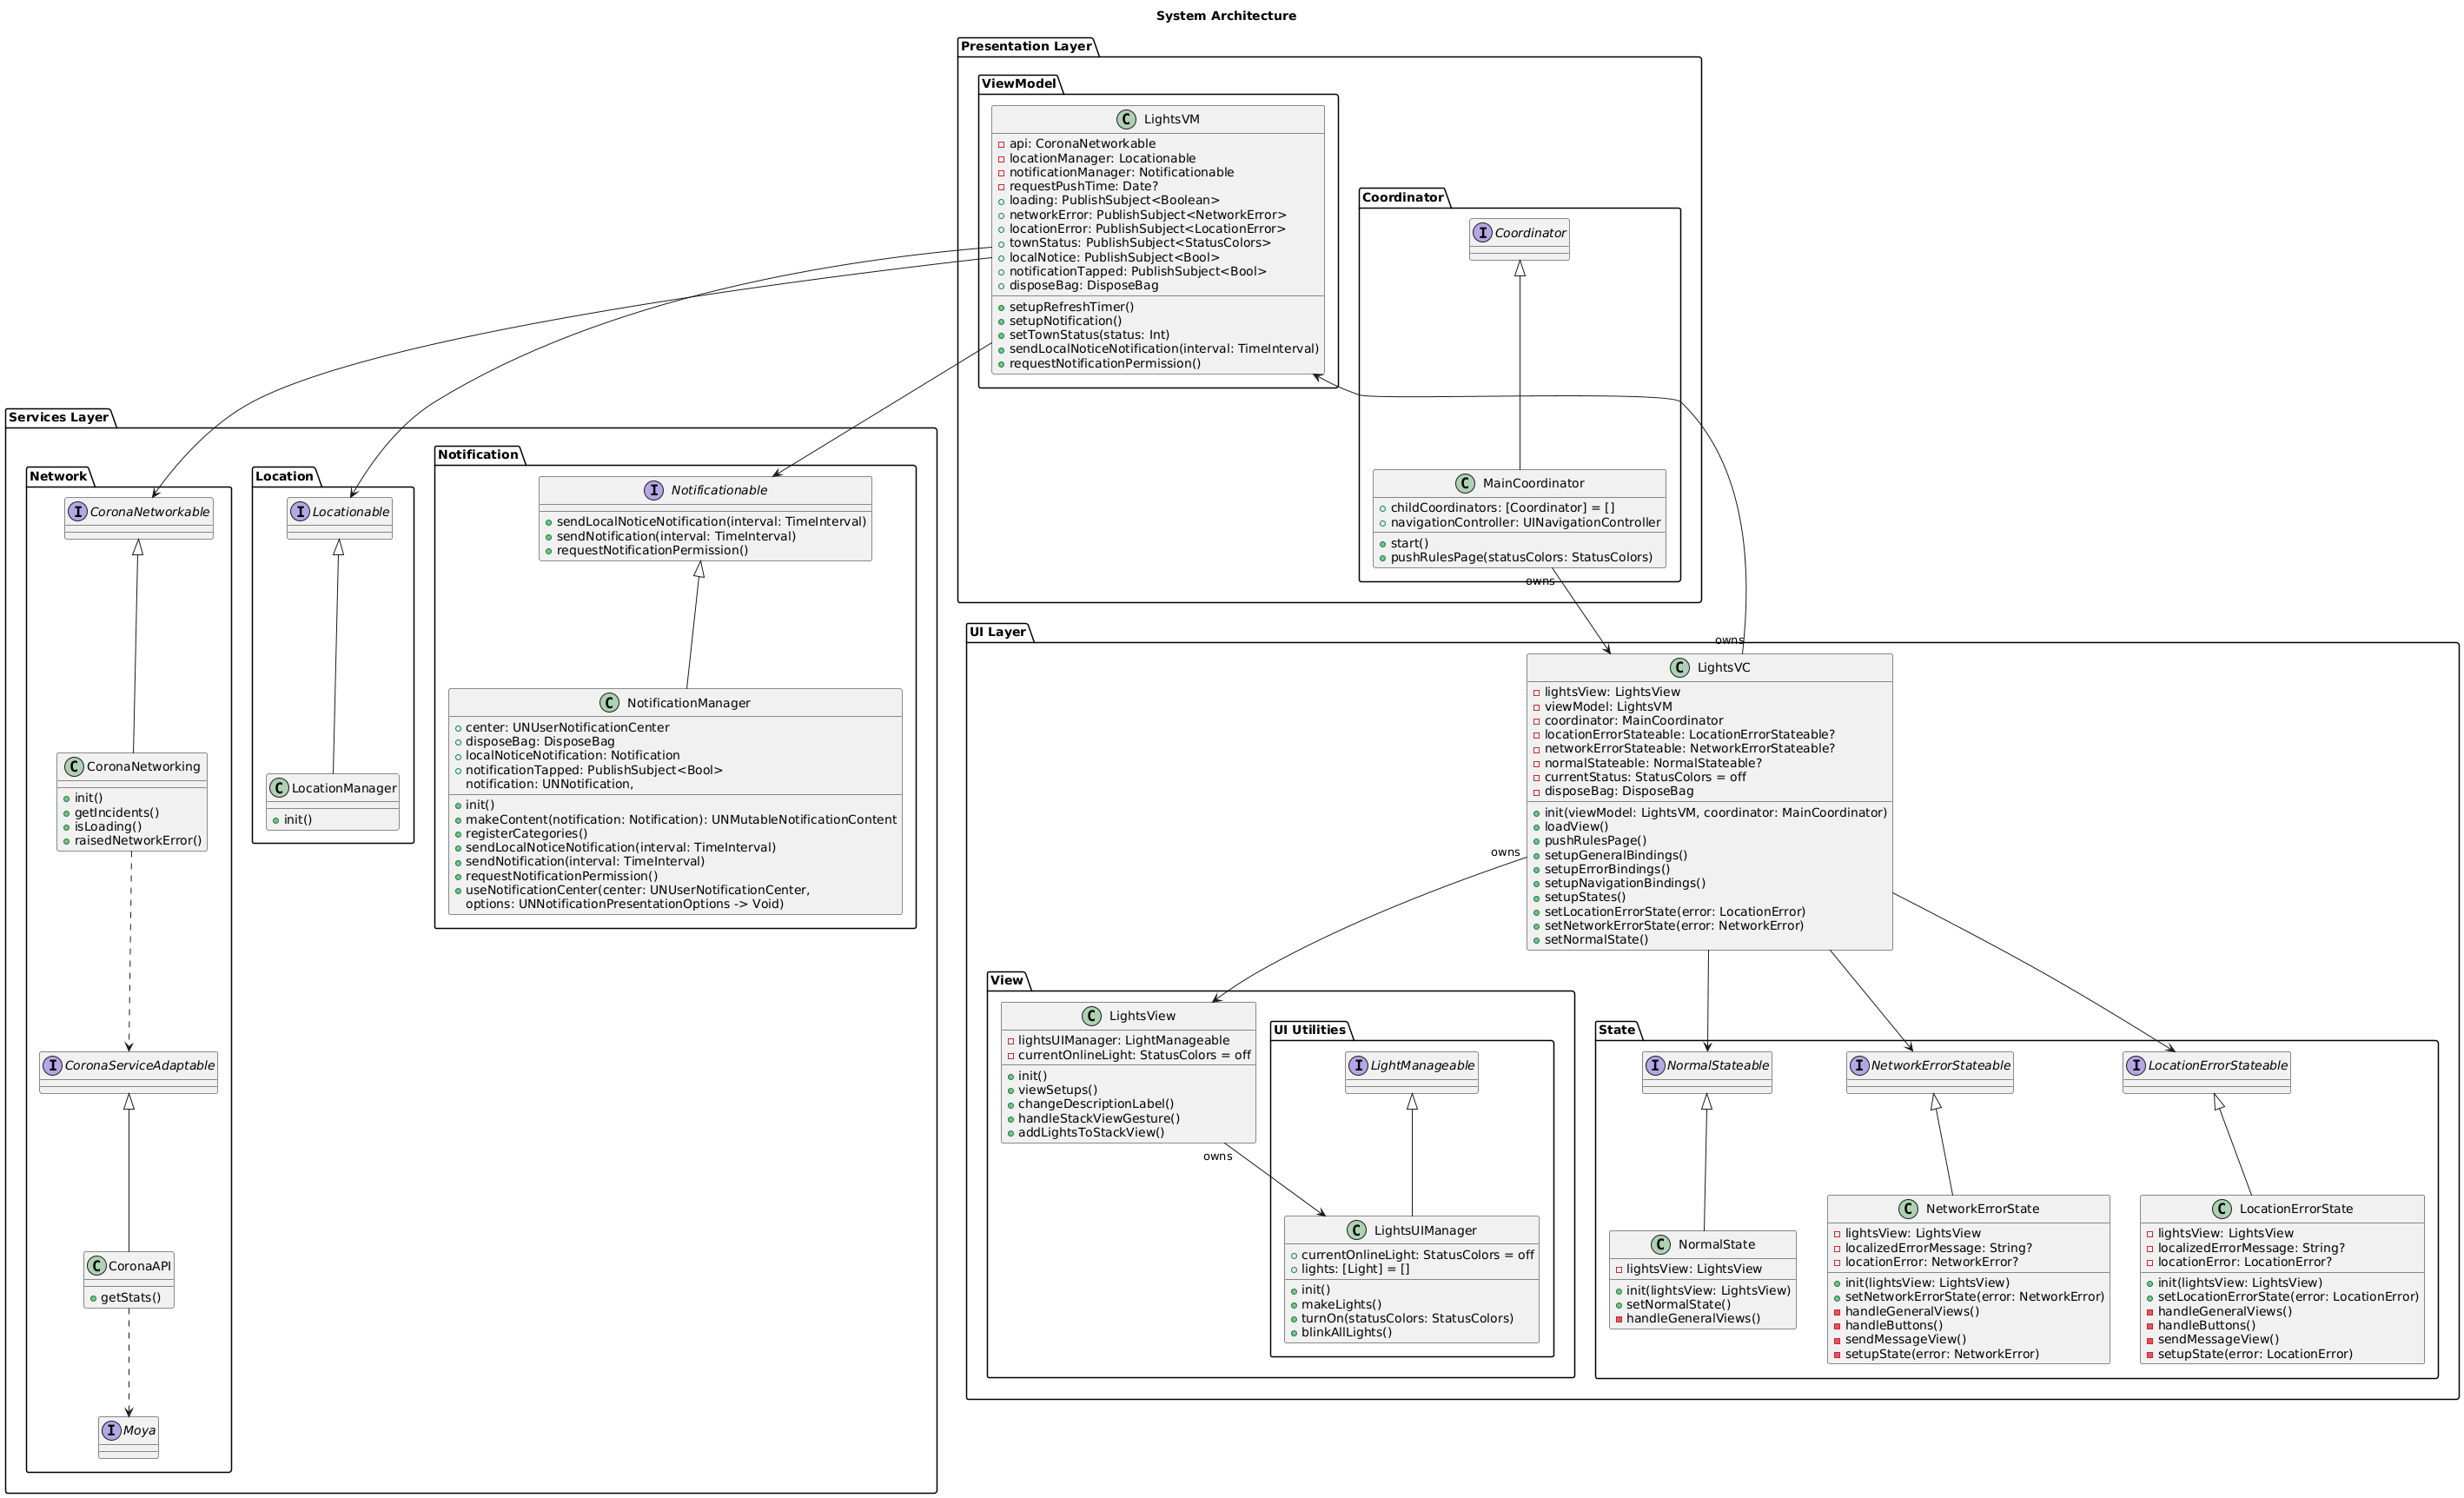 System Architecture
Presentation Layer
ViewModel
C LightsVM
api: CoronaNetworkable
locationManager: Locationable
notificationManager: Notificationable
requestPushTime: Date?
loading: PublishSubject<Boolean>
networkError: PublishSubject<NetworkError>
locationError: PublishSubject<LocationError>
townStatus: PublishSubject<StatusColors>
localNotice: PublishSubject<Bool>
notificationTapped: PublishSubject<Bool>
disposeBag: DisposeBag
setupRefreshTimer()
setupNotification()
setTownStatus(status: Int)
sendLocalNoticeNotification(interval: TimeInterval)
requestNotificationPermission()
Coordinator
I Coordinator
C MainCoordinator
childCoordinators: [Coordinator] = []
navigationController: UINavigationController
start()
pushRulesPage(statusColors: StatusColors)
owns
owns
Services Layer
Network
I CoronaNetworkable
C CoronaNetworking
init()
getIncidents()
isLoading()
raisedNetworkError()
I CoronaServiceAdaptable
C CoronaAPI
getStats()
I Moya
Location
I Locationable
C LocationManager
init()
Notification
I Notificationable
sendLocalNoticeNotification(interval: TimeInterval)
sendNotification(interval: TimeInterval)
requestNotificationPermission()
C NotificationManager
center: UNUserNotificationCenter
disposeBag: DisposeBag
localNoticeNotification: Notification
notificationTapped: PublishSubject<Bool>
notification: UNNotification,
init()
makeContent(notification: Notification): UNMutableNotificationContent
registerCategories()
sendLocalNoticeNotification(interval: TimeInterval)
sendNotification(interval: TimeInterval)
requestNotificationPermission()
useNotificationCenter(center: UNUserNotificationCenter,
options: UNNotificationPresentationOptions -> Void)
UI Layer
C LightsVC
lightsView: LightsView
viewModel: LightsVM
coordinator: MainCoordinator
locationErrorStateable: LocationErrorStateable?
networkErrorStateable: NetworkErrorStateable?
normalStateable: NormalStateable?
currentStatus: StatusColors = off
disposeBag: DisposeBag
init(viewModel: LightsVM, coordinator: MainCoordinator)
loadView()
pushRulesPage()
setupGeneralBindings()
setupErrorBindings()
setupNavigationBindings()
setupStates()
setLocationErrorState(error: LocationError)
setNetworkErrorState(error: NetworkError)
setNormalState()
owns
View
C LightsView
lightsUIManager: LightManageable
currentOnlineLight: StatusColors = off
init()
viewSetups()
changeDescriptionLabel()
handleStackViewGesture()
addLightsToStackView()
owns
UI Utilities
I LightManageable
C LightsUIManager
currentOnlineLight: StatusColors = off
lights: [Light] = []
init()
makeLights()
turnOn(statusColors: StatusColors)
blinkAllLights()
State
I NormalStateable
I NetworkErrorStateable
I LocationErrorStateable
C NormalState
lightsView: LightsView
init(lightsView: LightsView)
setNormalState()
handleGeneralViews()
C NetworkErrorState
lightsView: LightsView
localizedErrorMessage: String?
locationError: NetworkError?
init(lightsView: LightsView)
setNetworkErrorState(error: NetworkError)
handleGeneralViews()
handleButtons()
sendMessageView()
setupState(error: NetworkError)
C LocationErrorState
lightsView: LightsView
localizedErrorMessage: String?
locationError: LocationError?
init(lightsView: LightsView)
setLocationErrorState(error: LocationError)
handleGeneralViews()
handleButtons()
sendMessageView()
setupState(error: LocationError)